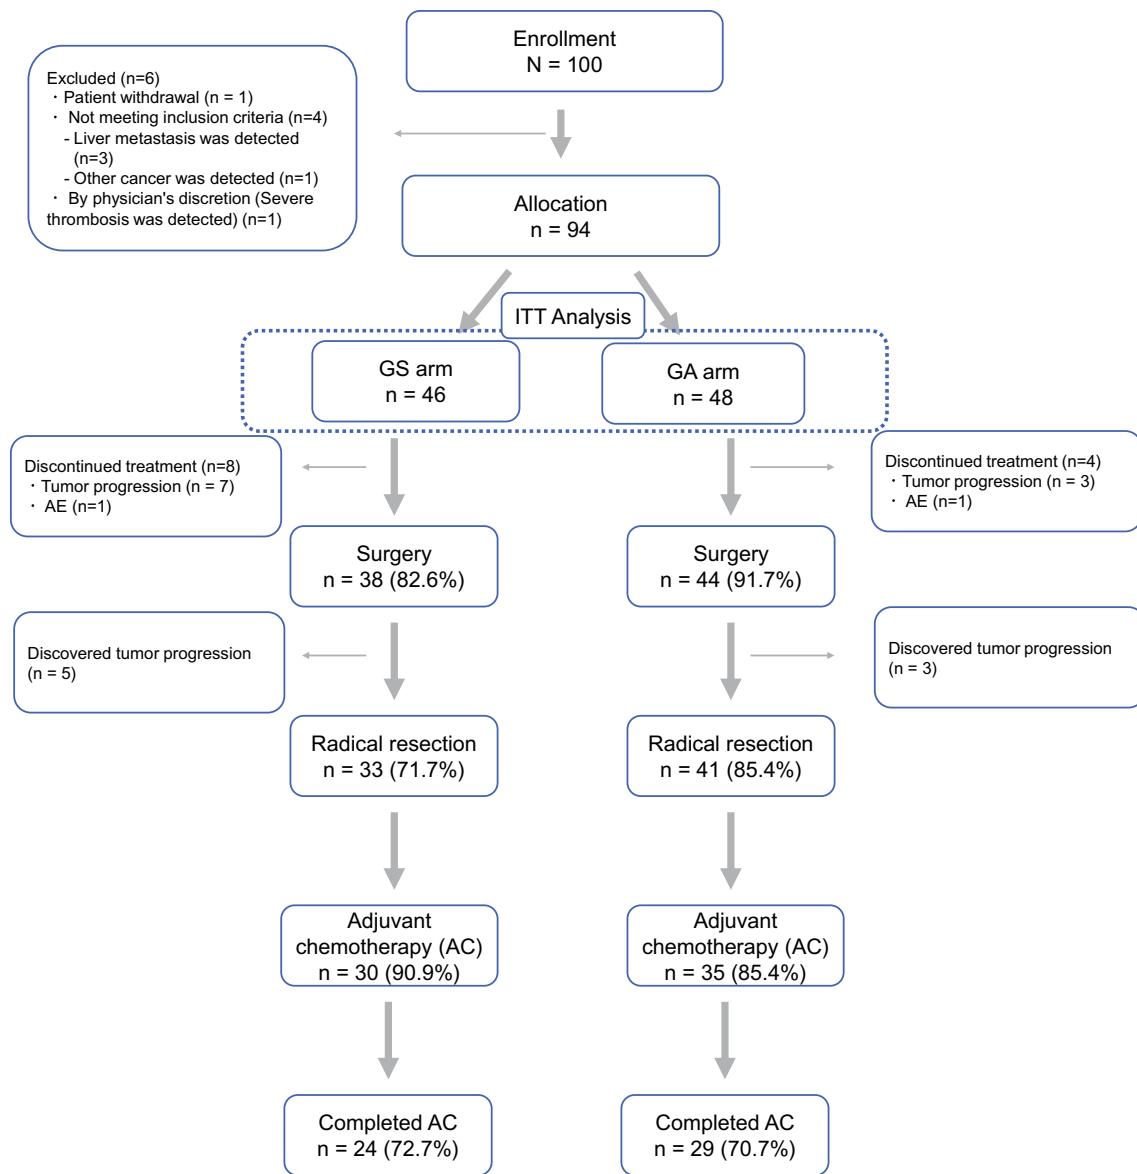 Enrollment
N = 100
Excluded (n=6)
・Patient withdrawal (n = 1)
・ Not meeting inclusion criteria (n=4)
- Liver metastasis was detected
(n=3)
- Other cancer was detected (n=1)
・ By physician's discretion (Severe
thrombosis was detected) (n=1)
Allocation
n = 94
ITT Analysis
GS arm
n = 46
GA arm
n = 48
Discontinued treatment (n=8)
・Tumor progression (n = 7)
・ AE (n=1)
Discontinued treatment (n=4)
・Tumor progression (n = 3)
・ AE (n=1)
Surgery
n = 38 (82.6%)
Surgery
n = 44 (91.7%)
Discovered tumor progression
(n = 5)
Discovered tumor progression
(n = 3)
Radical resection
n = 33 (71.7%)
Radical resection
n = 41 (85.4%)
Adjuvant
chemotherapy (AC)
n = 30 (90.9%)
Adjuvant
chemotherapy (AC)
n = 35 (85.4%)
Completed AC
n = 24 (72.7%)
Completed AC
n = 29 (70.7%)